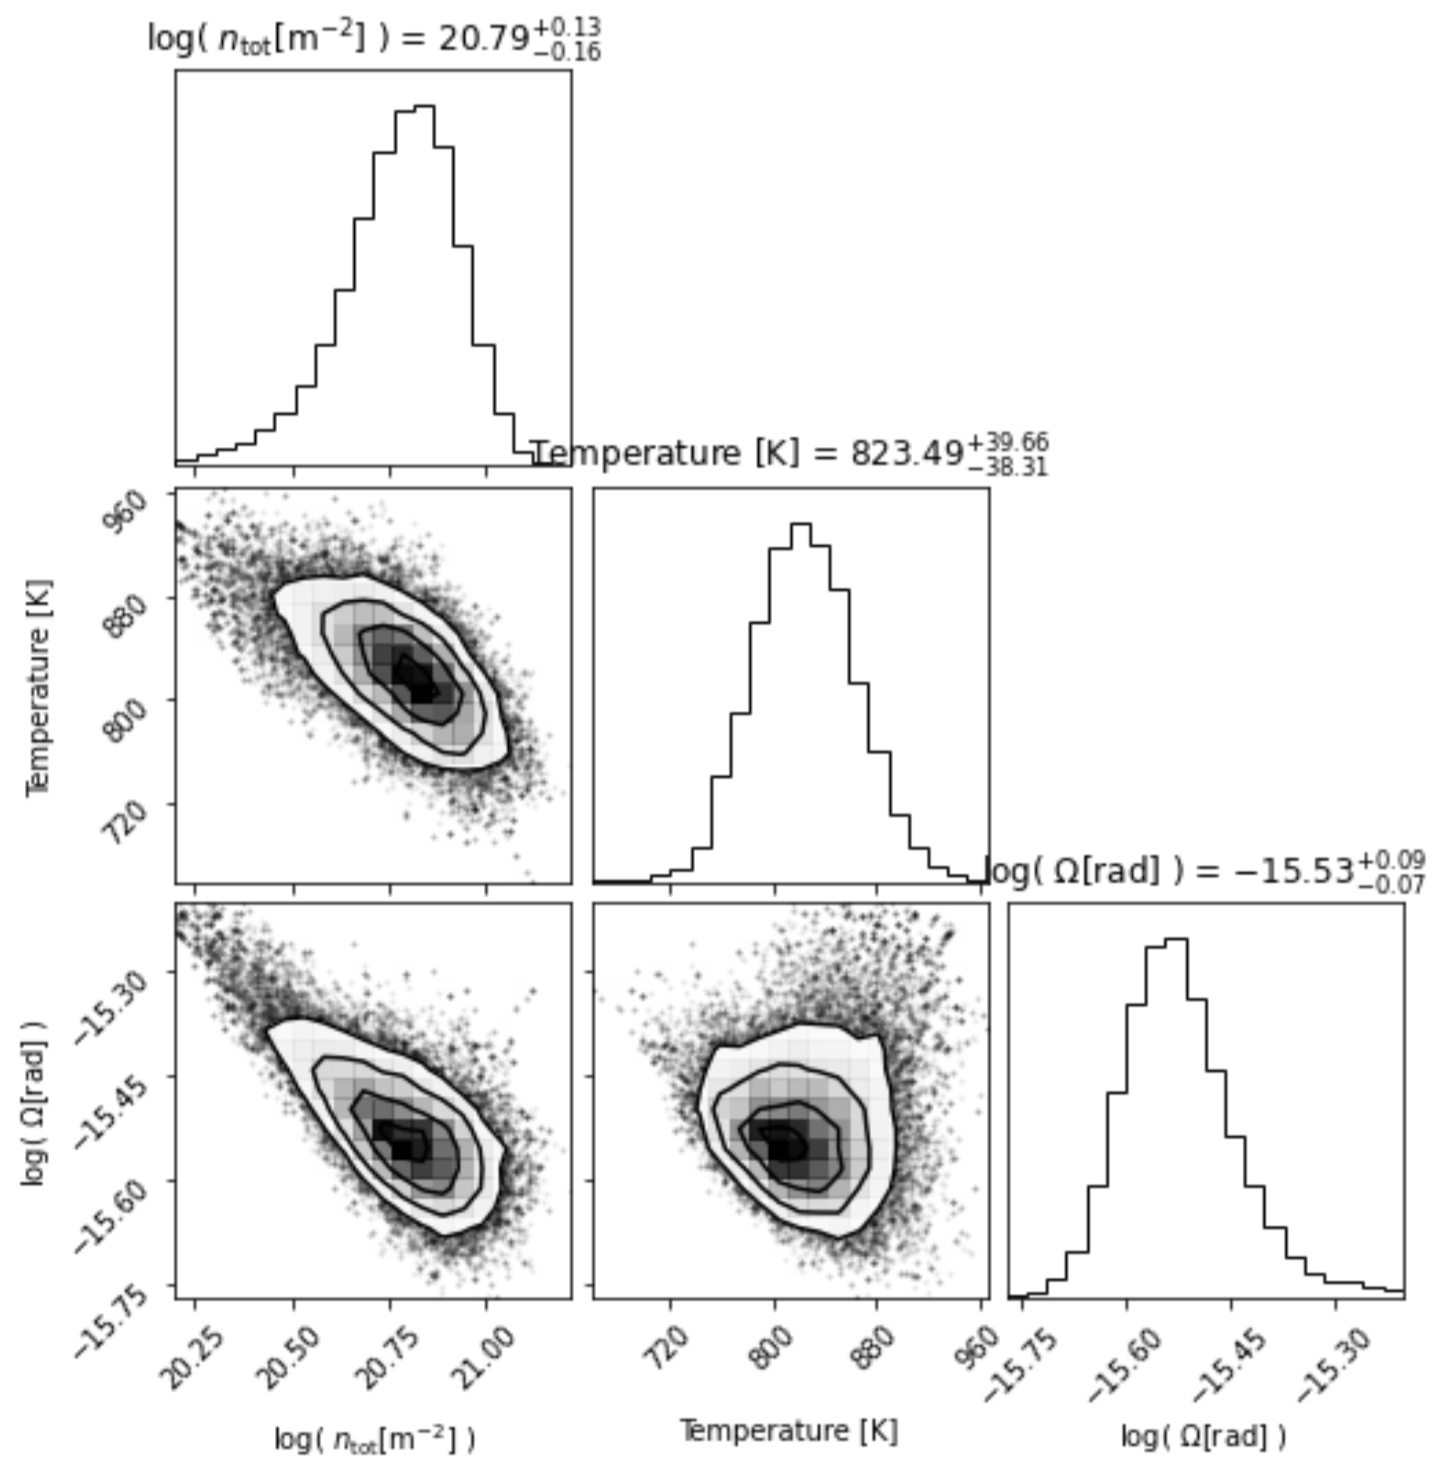 log( n_tot[m⁻²] ) = 20.79 +0.13 −0.16
Temperature [K] = 823.49 +39.66 −38.31
960
880
800
720
Temperature [K]
log( Ω[rad] ) = −15.53 +0.09 −0.07
−15.30
−15.45
−15.60
−15.75
log( Ω[rad] )
20.25 20.50 20.75 21.00
720 800 880 960
−15.75 −15.60 −15.45 −15.30
log( n_tot[m⁻²] )
Temperature [K]
log( Ω[rad] )